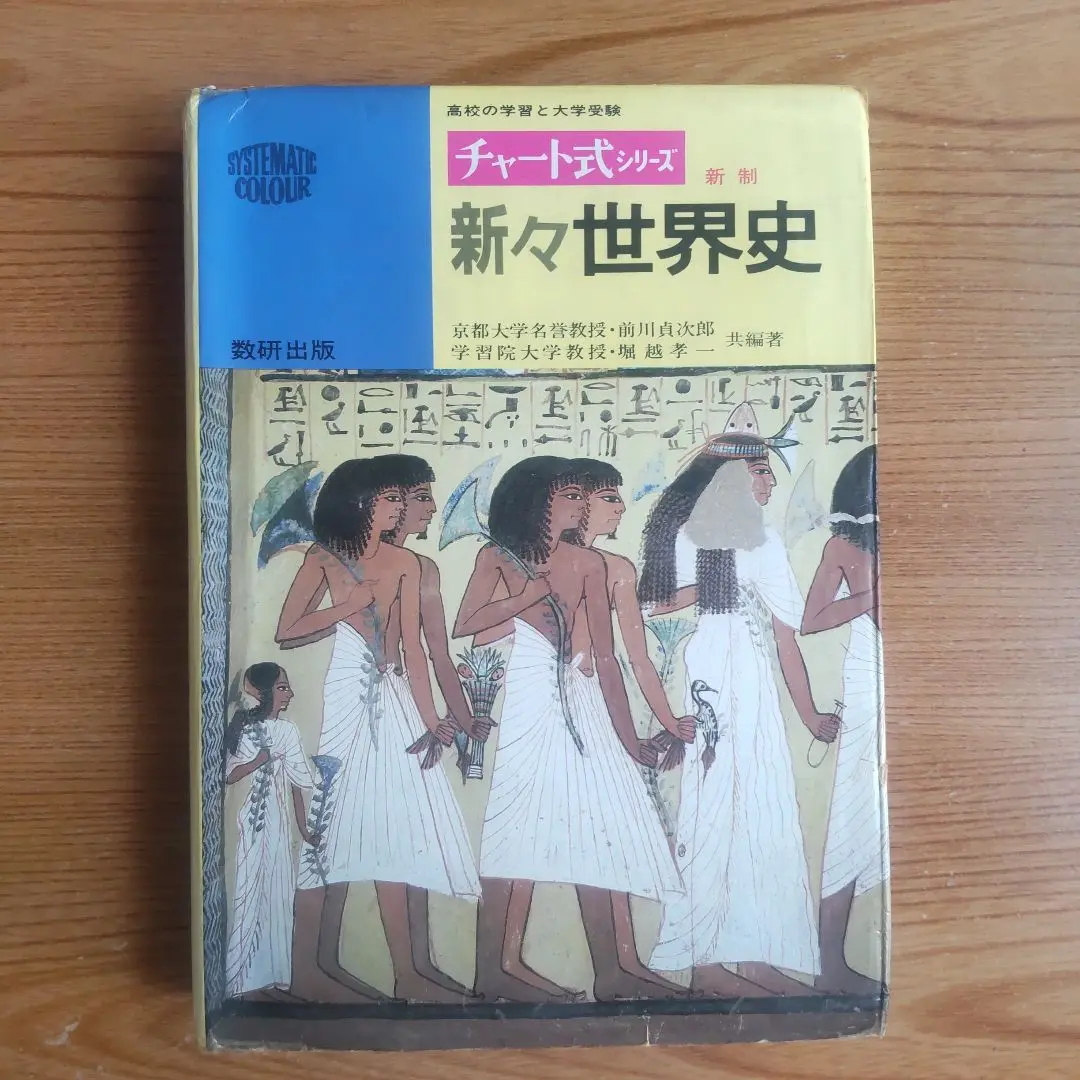 高校の学習と大学受験
SYSTEMATIC
COLOUR
チャート式シリーズ
新制
新々世界史
京都大学名誉教授・前川貞次郎
学習院大学教授・堀越孝一
共編著
数研出版